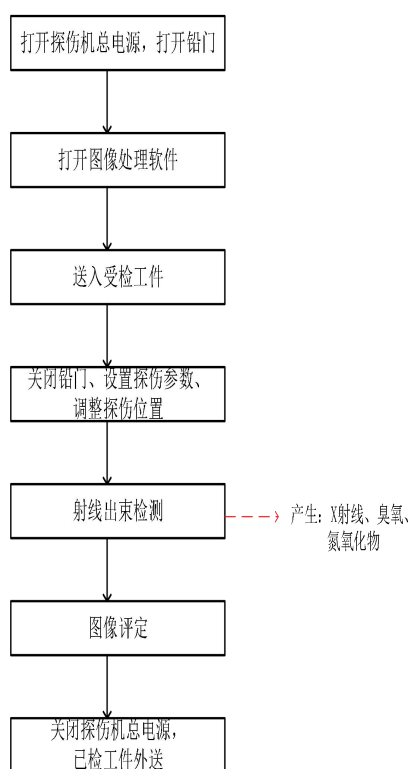 打开探伤机总电源，打开铅门
打开图像处理软件
送入受检工件
关闭铅门、设置探伤参数、
调整探伤位置
射线出束检测
产生：X射线、臭氧、
氮氧化物
图像评定
关闭探伤机总电源，
已检工件外送